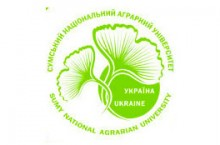 СУМСЬКИЙ НАЦІОНАЛЬНИЙ АГРАРНИЙ УНІВЕРСИТЕТ
УКРАЇНА
UKRAINE
SUMY NATIONAL AGRARIAN UNIVERSITY